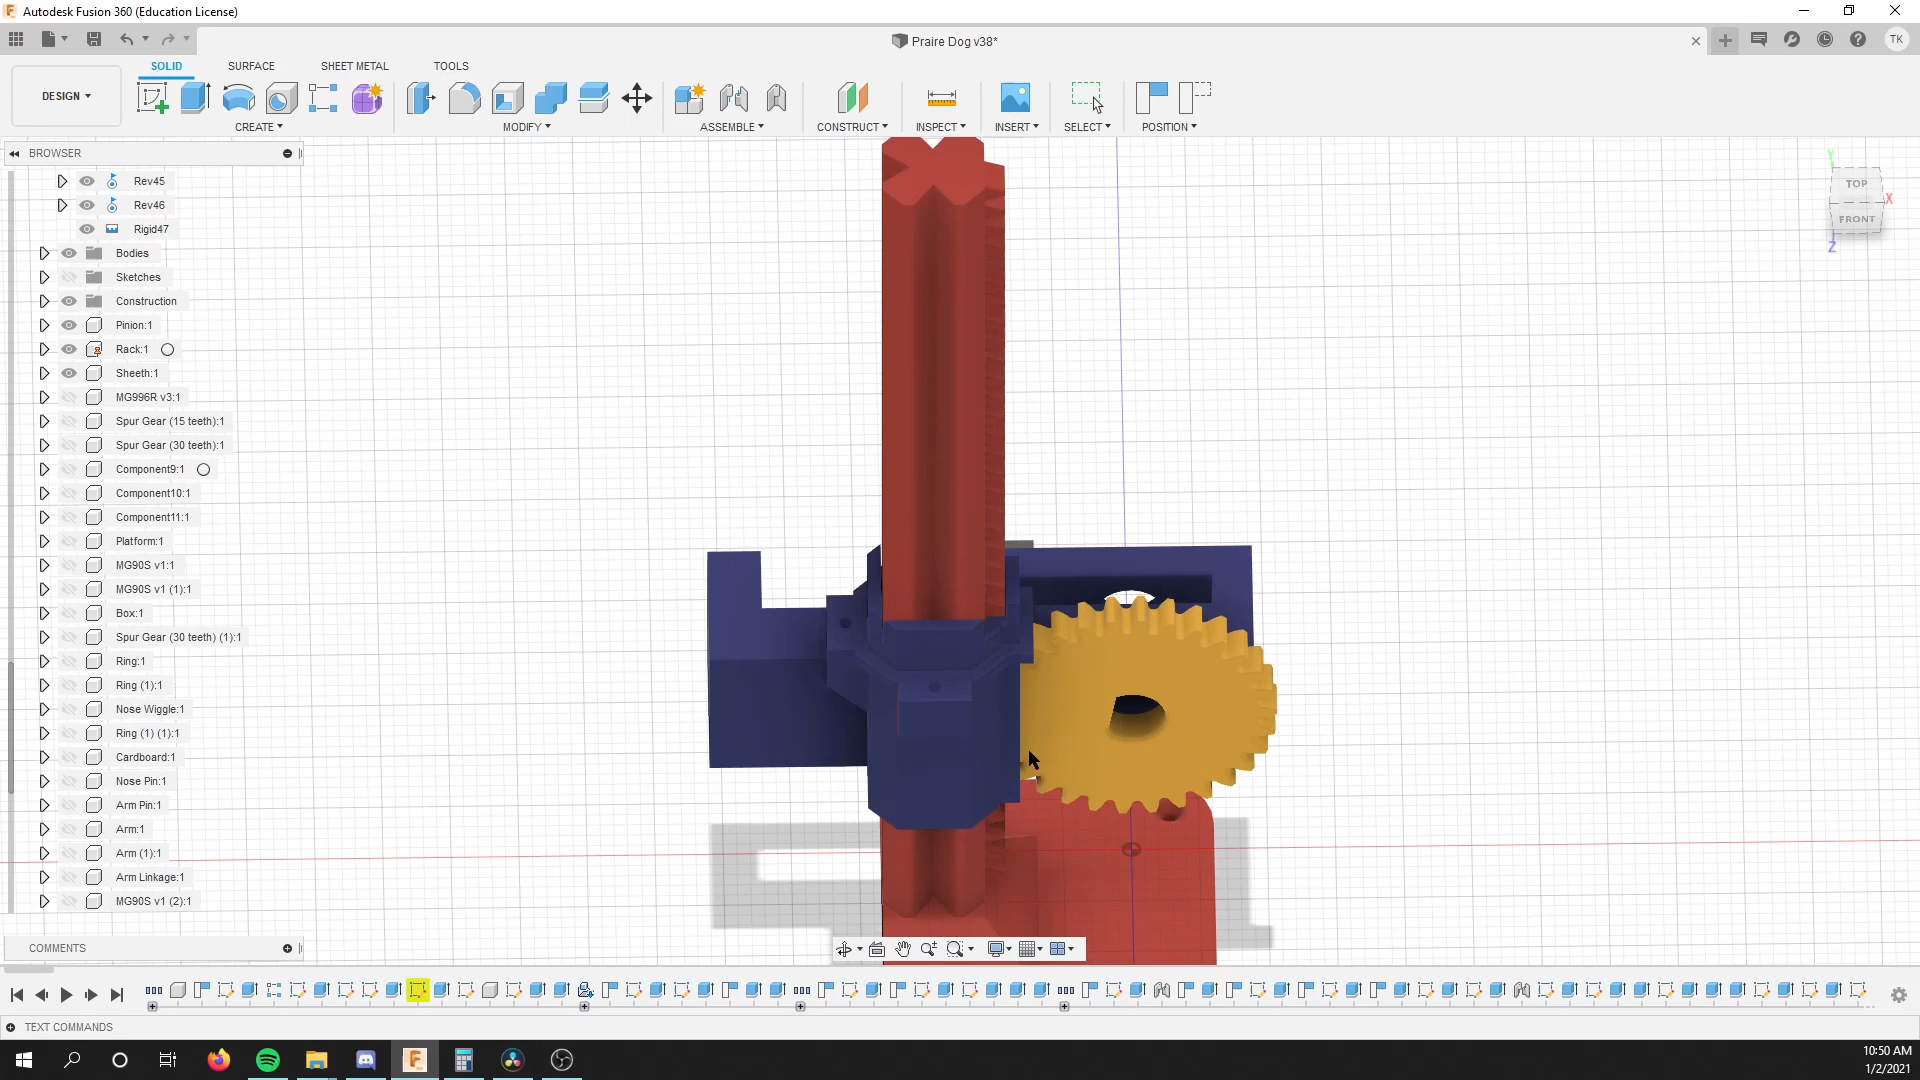 Autodesk Fusion 360 (Education License)
Praire Dog v38*
TK
SOLID SURFACE SHEET METAL TOOLS
DESIGN
CREATE MODIFY ASSEMBLE CONSTRUCT INSPECT INSERT SELECT POSITION
BROWSER
Rev45
Rev46
Rigid47
Bodies
Sketches
Construction
Pinion:1
Rack:1
Sheeth:1
MG996R v3:1
Spur Gear (15 teeth):1
Spur Gear (30 teeth):1
Component9:1
Component10:1
Component11:1
Platform:1
MG90S v1:1
MG90S v1 (1):1
Box:1
Spur Gear (30 teeth) (1):1
Ring:1
Ring (1):1
Nose Wiggle:1
Ring (1) (1):1
Cardboard:1
Nose Pin:1
Arm Pin:1
Arm:1
Arm (1):1
Arm Linkage:1
MG90S v1 (2):1
Y
TOP
X
FRONT
Z
COMMENTS
TEXT COMMANDS
10:50 AM
1/2/2021